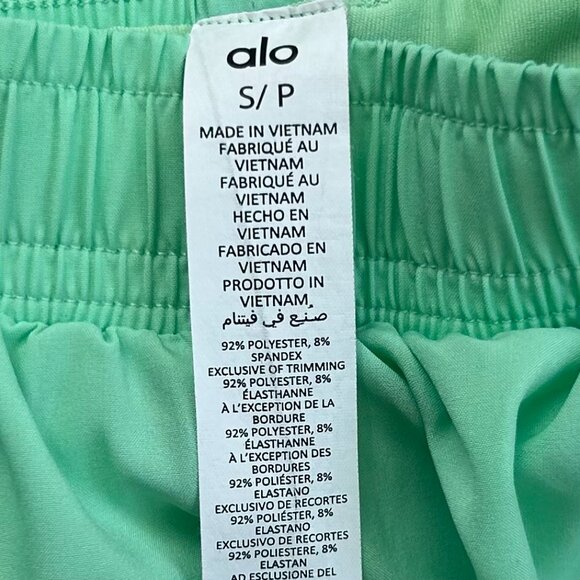 alo
S/ P
MADE IN VIETNAM
FABRIQUÉ AU
VIETNAM
FABRIQUÉ AU
VIETNAM
HECHO EN
VIETNAM
FABRICADO EN
VIETNAM
PRODOTTO IN
VIETNAM
صنع في فيتنام
92% POLYESTER, 8%
SPANDEX
EXCLUSIVE OF TRIMMING
92% POLYESTER, 8%
ÉLASTHANNE
À L'EXCEPTION DE LA
BORDURE
92% POLYESTER, 8%
ÉLASTHANNE
À L'EXCEPTION DES
BORDURES
92% POLIÉSTER, 8%
ELASTANO
EXCLUSIVO DE RECORTES
92% POLIÉSTER, 8%
ELASTANO
EXCLUSIVO DE RECORTES
92% POLIESTERE, 8%
ELASTAN
AD ESCLUSIONE DEL